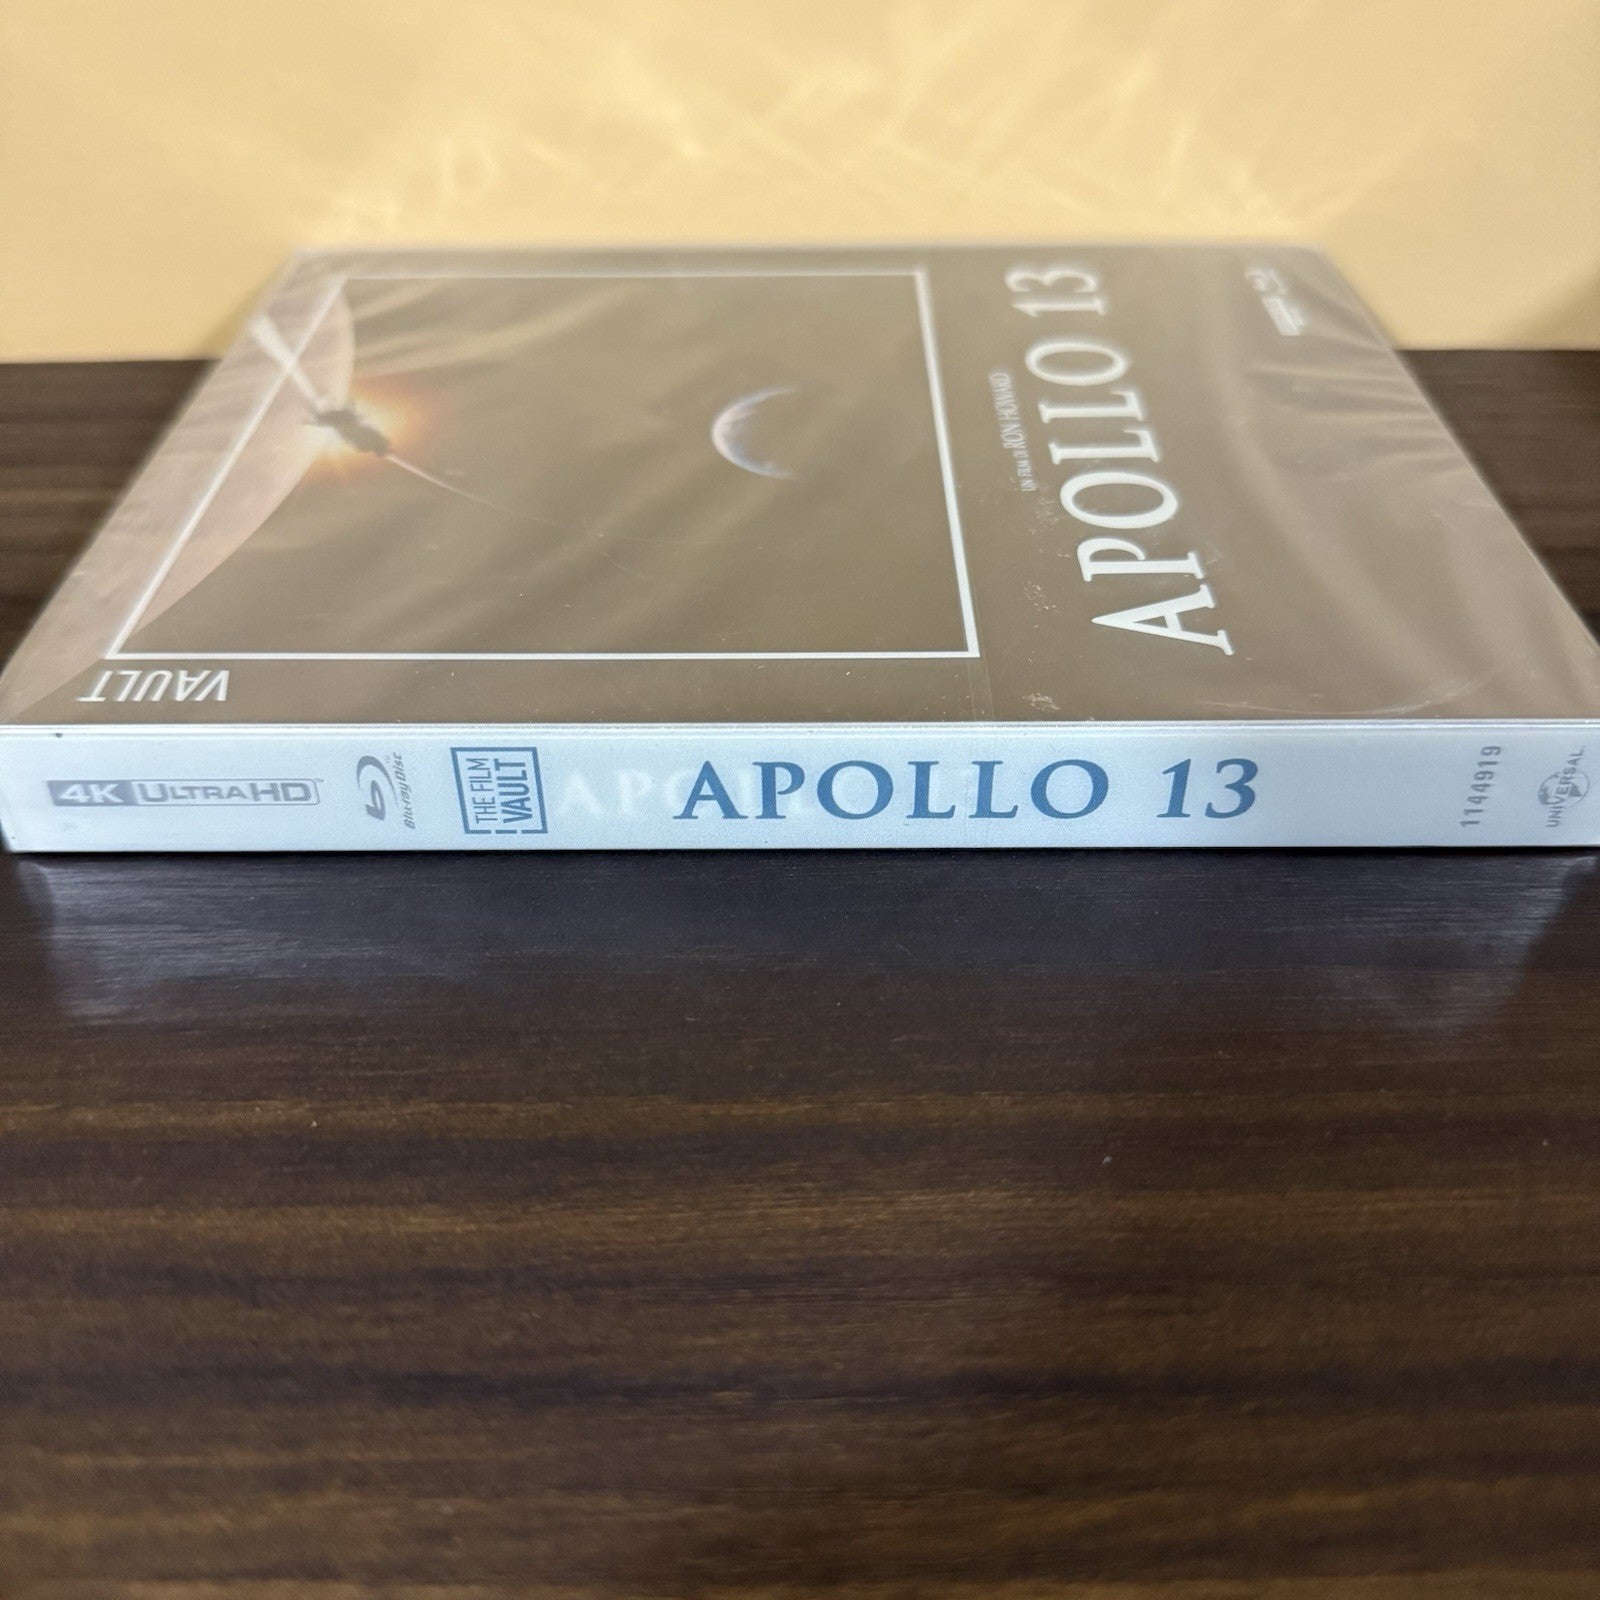 UN FILM DI RON HOWARD
APOLLO 13
VAULT
4K ULTRA HD
Blu-ray Disc
THE FILM
VAULT
APOLLO 13
1144919
UNIVERSAL